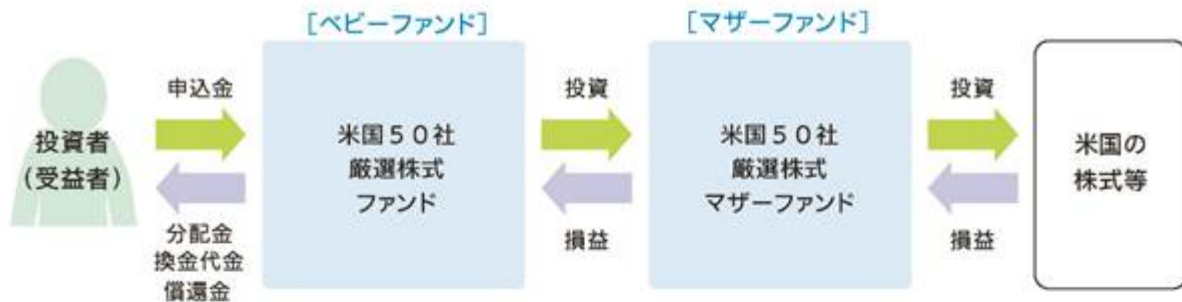 [ベビーファンド]
[マザーファンド]
申込金
投資者
(受益者)
分配金
換金代金
償還金
米国50社
厳選株式
ファンド
投資
損益
米国50社
厳選株式
マザーファンド
投資
損益
米国の
株式等